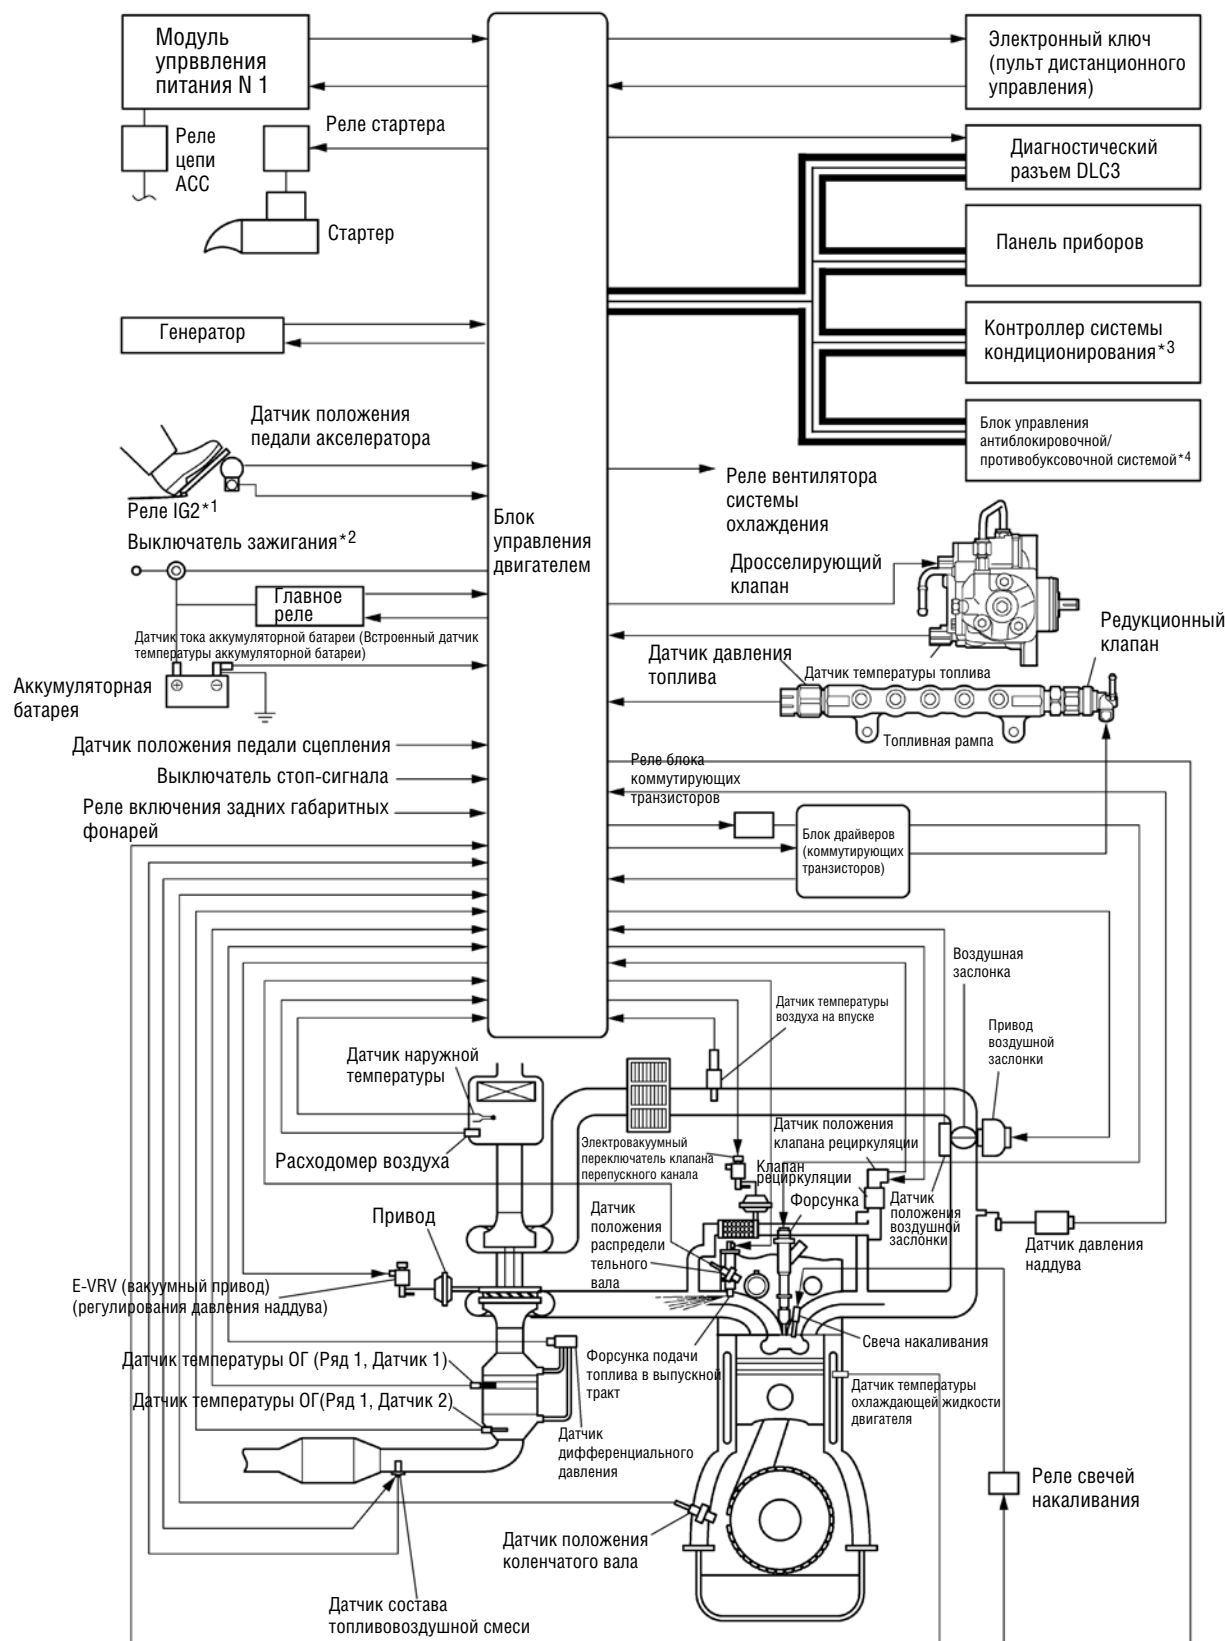 Модуль
упрввления
питания N 1
Электронный ключ
(пульт дистанционного
управления)
Реле
цепи
ACC
Реле стартера
Диагностический
разъем DLC3
Стартер
Панель приборов
Генератор
Контроллер системы
кондиционирования*3
Датчик положения
педали акселератора
Блок управления
антиблокировочной/
противобуксовочной системой*4
Реле IG2*1
Выключатель зажигания*2
Блок
управления
двигателем
Реле вентилятора
системы
охлаждения
Дросселирующий
клапан
Главное
реле
Датчик тока аккумуляторной батареи (Встроенный датчик
температуры аккумуляторной батареи)
Аккумуляторная
батарея
Датчик давления
топлива
Датчик температуры топлива
Редукционный
клапан
Топливная рампа
Датчик положения педали сцепления
Выключатель стоп-сигнала
Реле включения задних габаритных
фонарей
Реле блока
коммутирующих
транзисторов
Блок драйверов
(коммутирующих
транзисторов)
Воздушная
заслонка
Датчик температуры
воздуха на впуске
Привод
воздушной
заслонки
Датчик наружной
температуры
Расходомер воздуха
Электровакуумный
переключатель клапана
перепускного канала
Датчик положения
клапана рециркуляции
Клапан
рециркуляции
Форсунка
Датчик
положения
воздушной
заслонки
Датчик давления
наддува
Привод
Датчик
положения
распредели
тельного
вала
E-VRV (вакуумный привод)
(регулирования давления наддува)
Свеча накаливания
Датчик температуры ОГ (Ряд 1, Датчик 1)
Форсунка подачи
топлива в выпускной
тракт
Датчик температуры ОГ(Ряд 1, Датчик 2)
Датчик температуры
охлаждающей жидкости
двигателя
Датчик
дифференциального
давления
Реле свечей
накаливания
Датчик положения
коленчатого вала
Датчик состава
топливовоздушной смеси